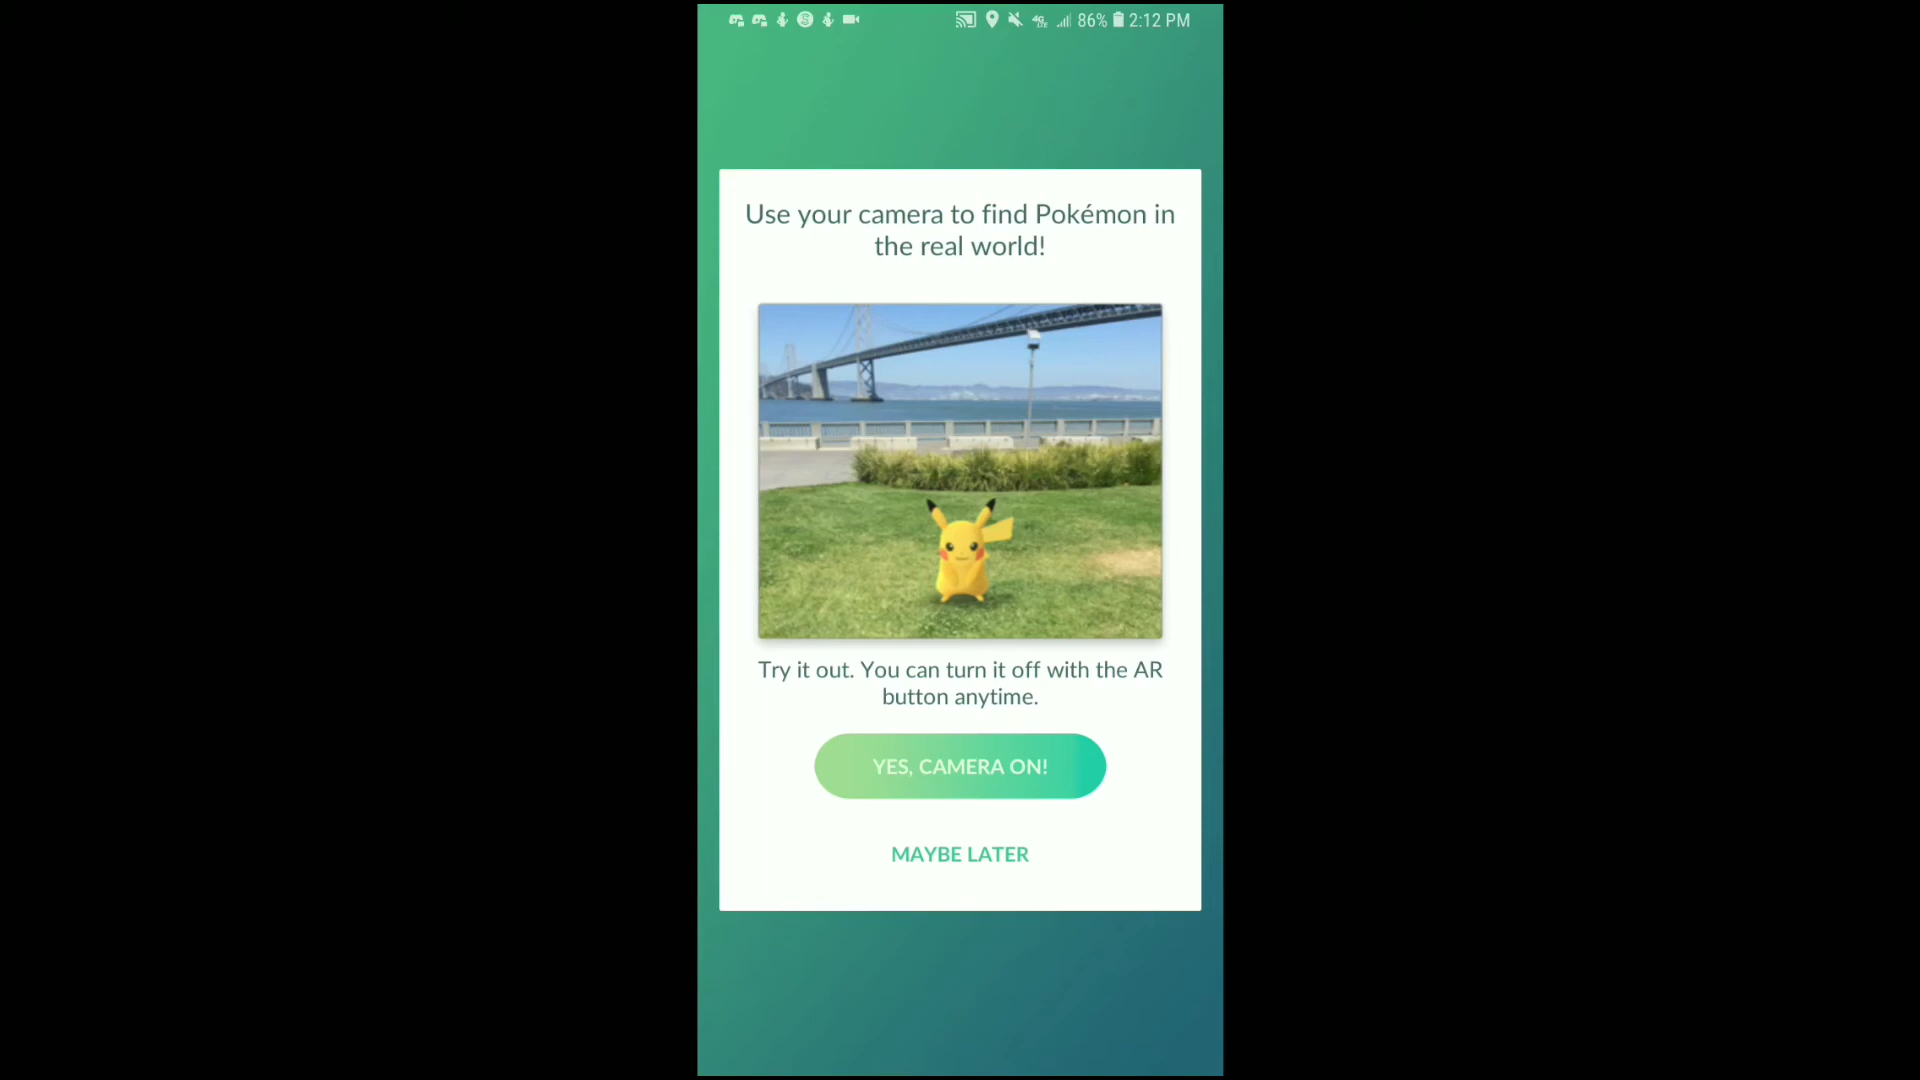 86% 2:12 PM
Use your camera to find Pokémon in
the real world!
Try it out. You can turn it off with the AR
button anytime.
YES, CAMERA ON!
MAYBE LATER